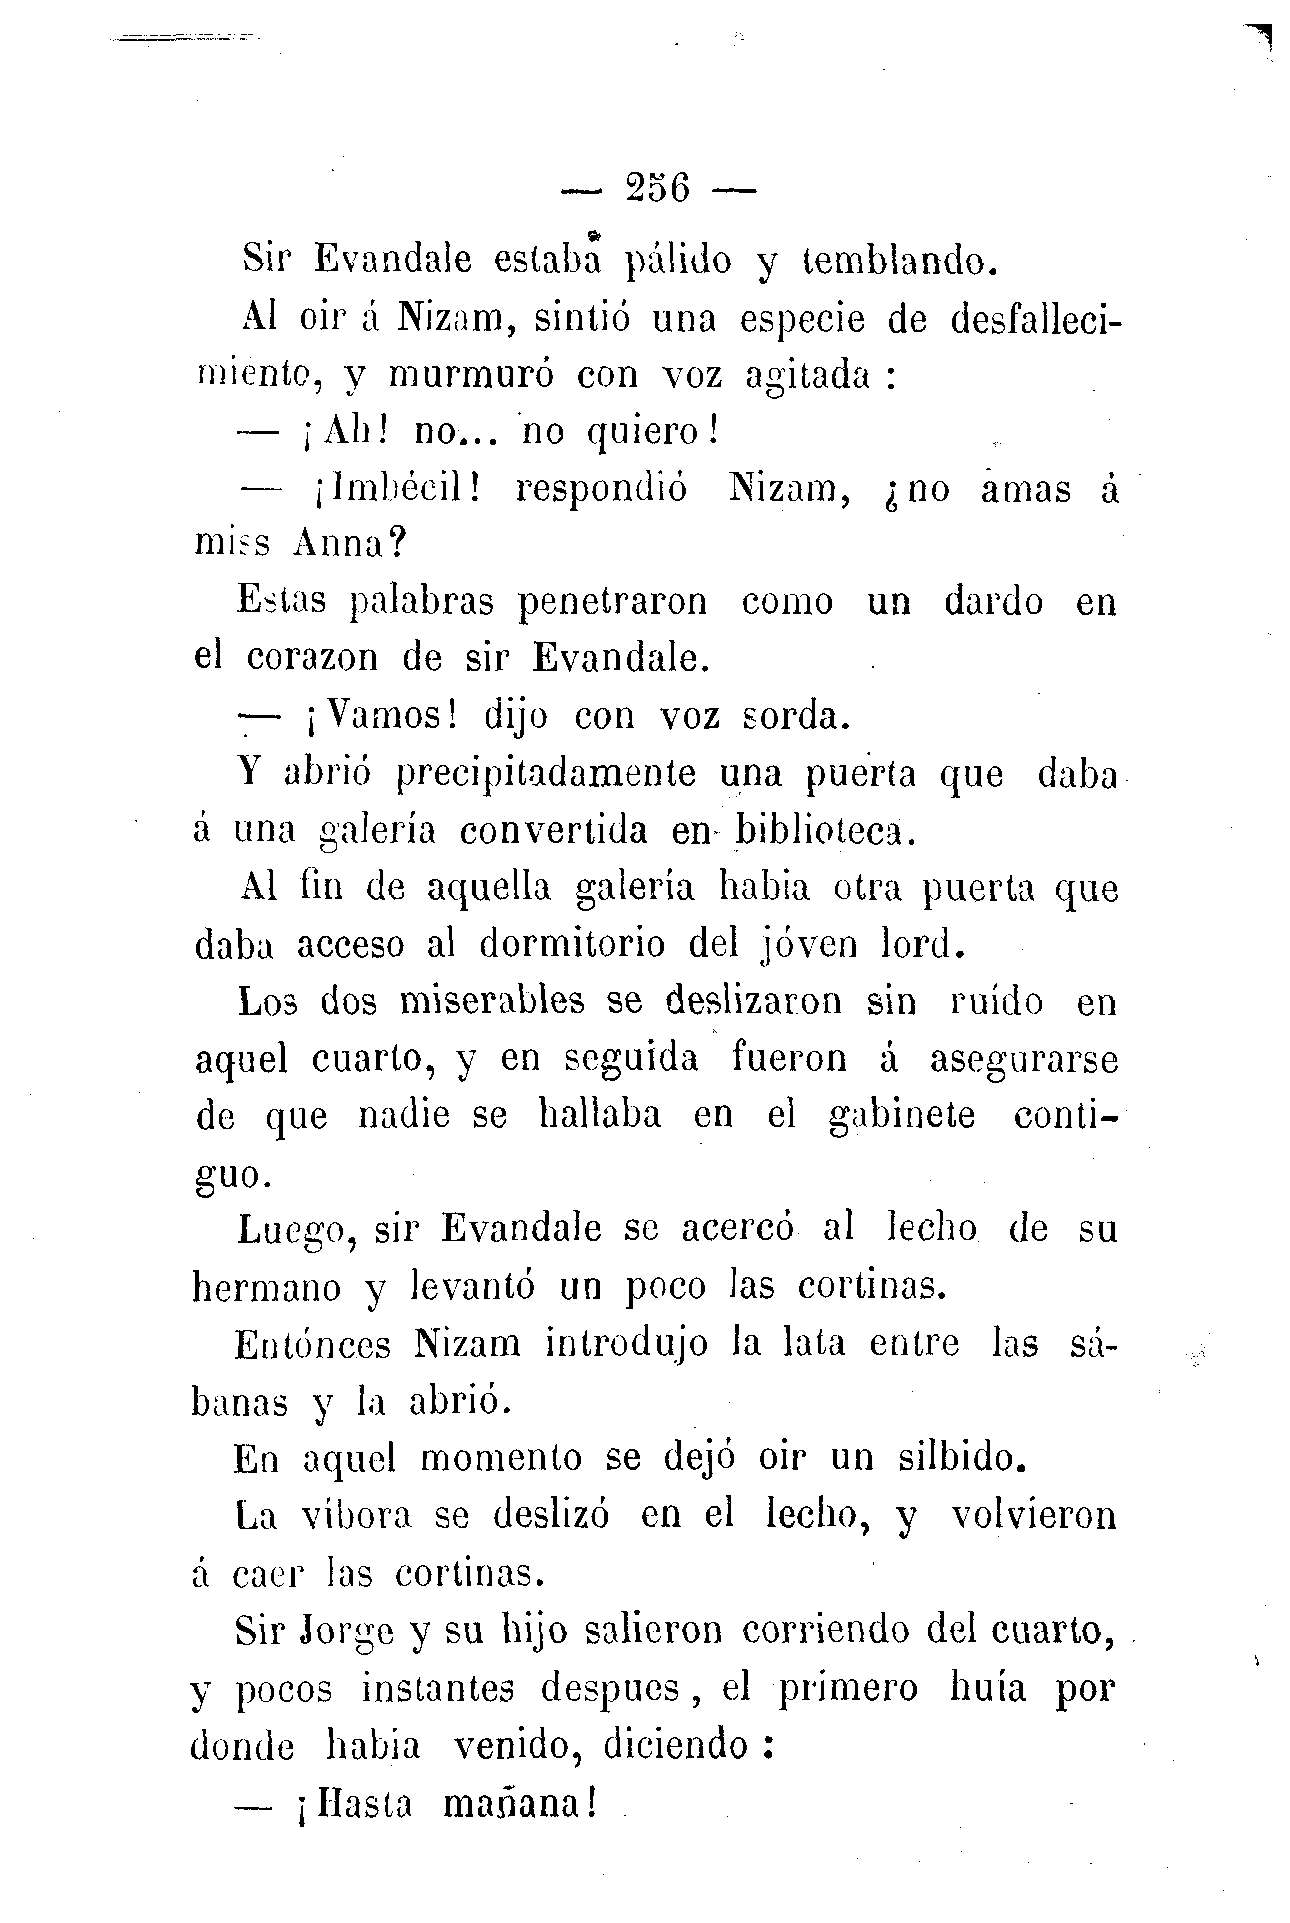 — 256 —
Sir Evandale estaba pálido y temblando.
Al oir á Nizam, sintió una especie de desfalleci-
miento, y murmuró con voz agitada :
— ¡Ah! no... no quiero!
— ¡Imbécil! respondió Nizam, ¿no amas á
miss Anna?
Estas palabras penetraron como un dardo en
el corazon de sir Evandale.
— ¡Vamos! dijo con voz sorda.
Y abrió precipitadamente una puerta que daba
á una galería convertida en biblioteca.
Al fin de aquella galería habia otra puerta que
daba acceso al dormitorio del jóven lord.
Los dos miserables se deslizaron sin ruído en
aquel cuarto, y en seguida fueron á asegurarse
de que nadie se hallaba en el gabinete conti-
guo.
Luego, sir Evandale se acercó al lecho de su
hermano y levantó un poco las cortinas.
Entónces Nizam introdujo la lata entre las sá-
banas y la abrió.
En aquel momento se dejó oir un silbido.
La víbora se deslizó en el lecho, y volvieron
á caer las cortinas.
Sir Jorge y su hijo salieron corriendo del cuarto,
y pocos instantes despues, el primero huía por
donde habia venido, diciendo :
— ¡Hasta mañana!